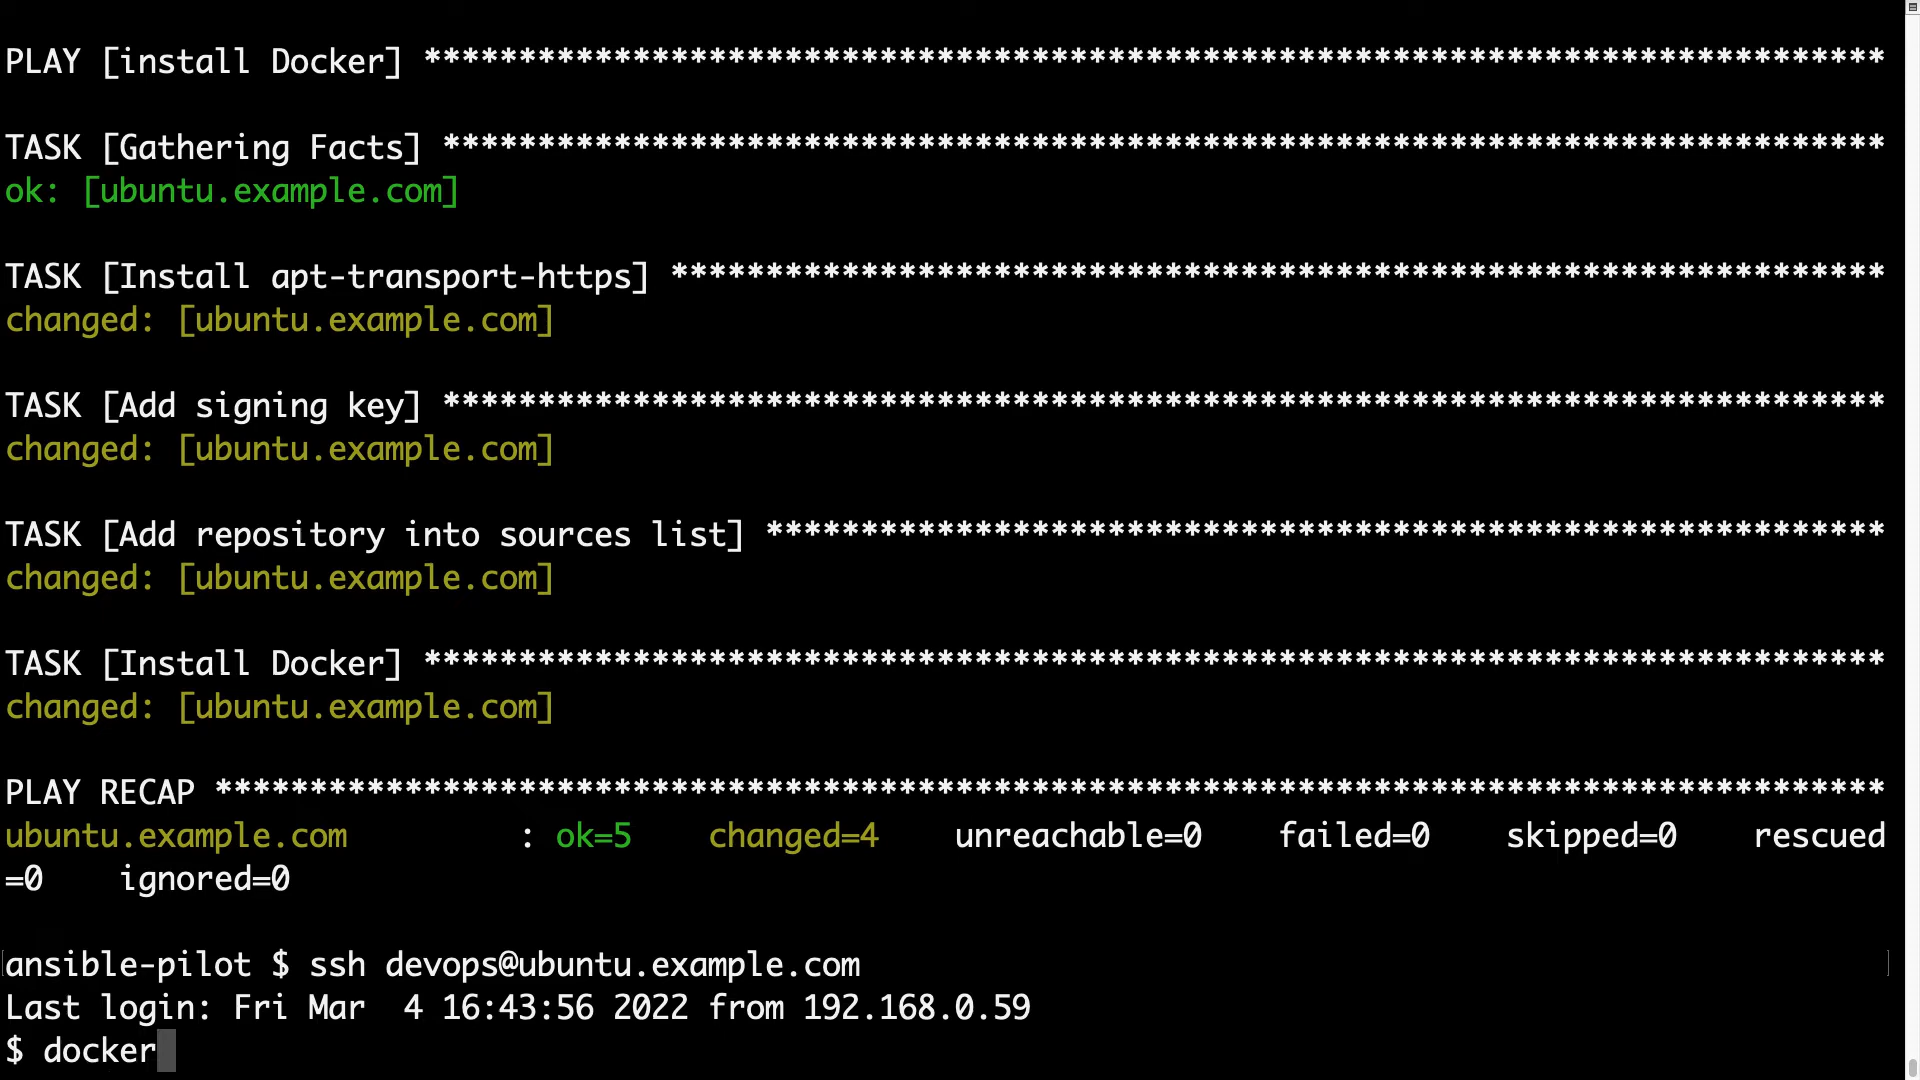 PLAY [install Docker] *****************************************************************************
TASK [Gathering Facts] ****************************************************************************
ok: [ubuntu.example.com]
TASK [Install apt-transport-https] ****************************************************************
changed: [ubuntu.example.com]
TASK [Add signing key] ****************************************************************************
changed: [ubuntu.example.com]
TASK [Add repository into sources list] ***********************************************************
changed: [ubuntu.example.com]
TASK [Install Docker] *****************************************************************************
changed: [ubuntu.example.com]
PLAY RECAP ****************************************************************************************
ubuntu.example.com         : ok=5    changed=4    unreachable=0    failed=0    skipped=0    rescued
=0    ignored=0
ansible-pilot $ ssh devops@ubuntu.example.com
Last login: Fri Mar  4 16:43:56 2022 from 192.168.0.59
$ docker